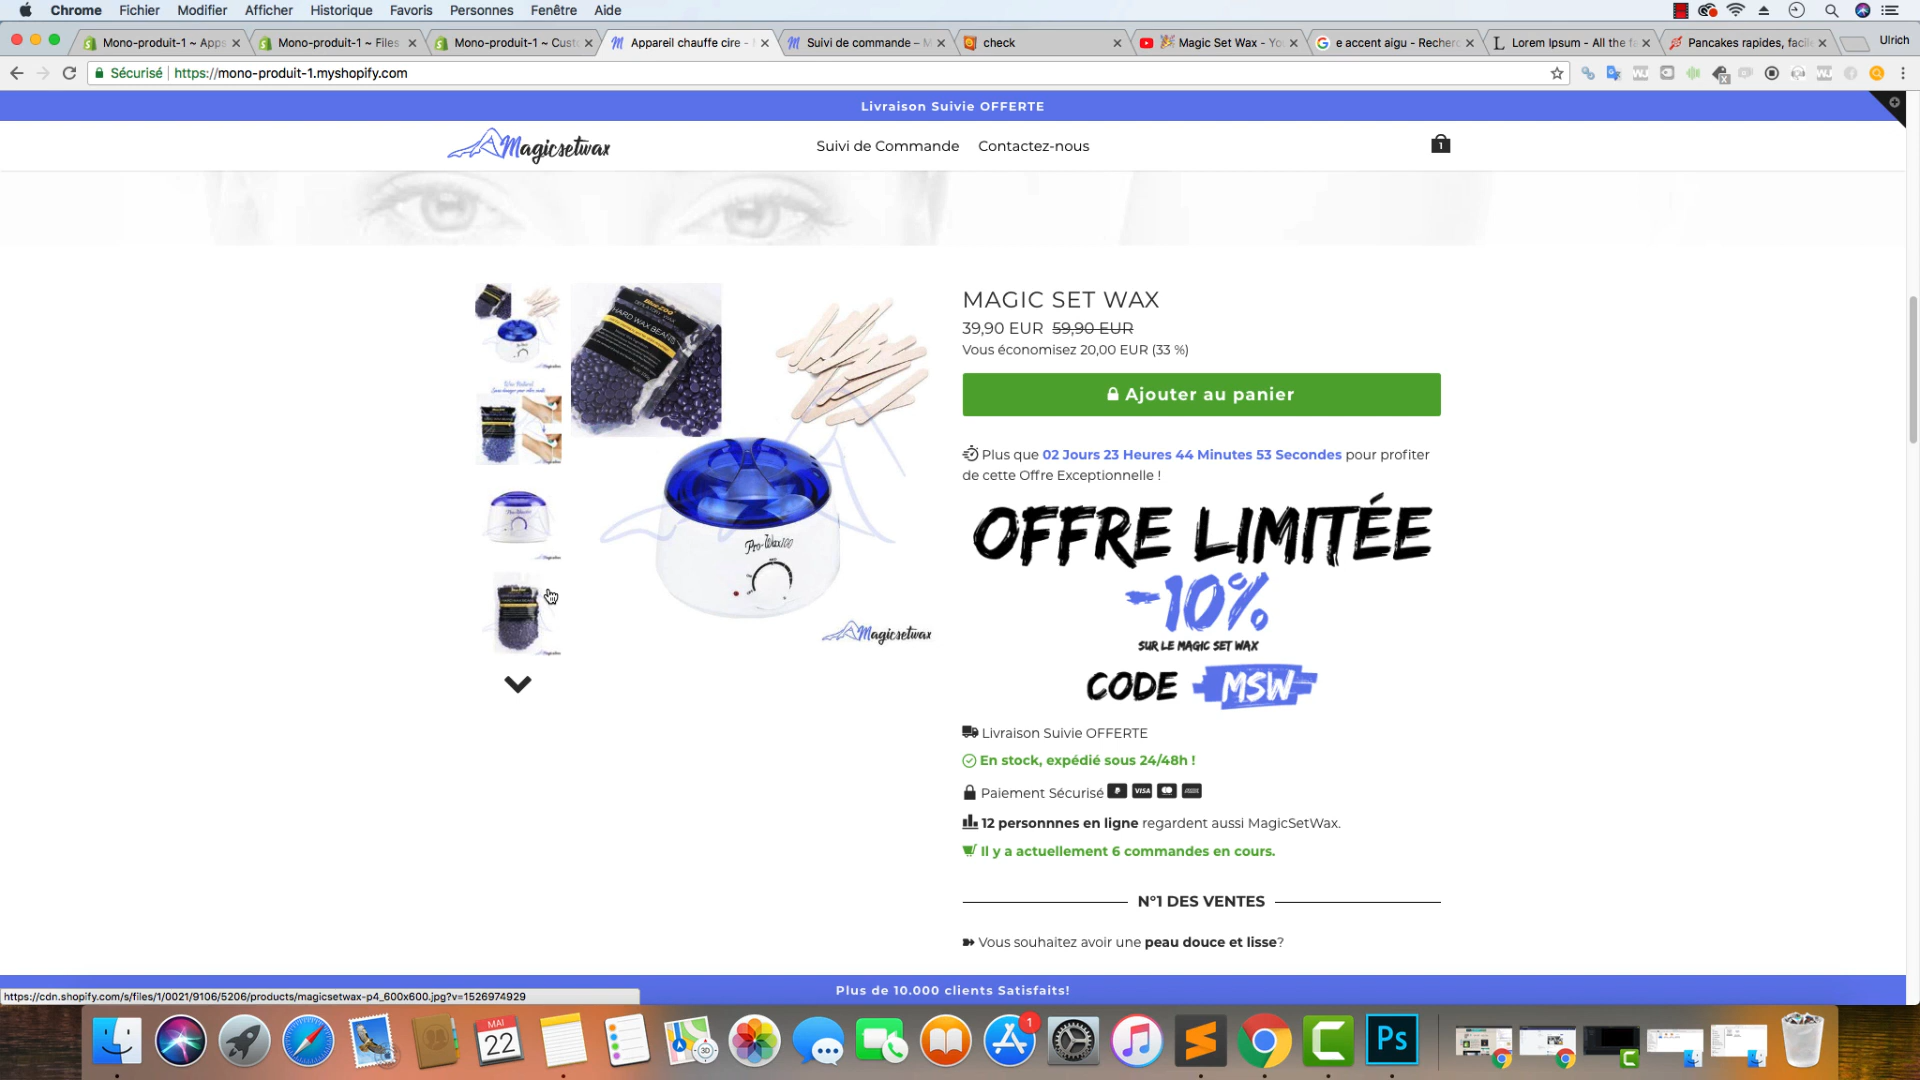 Chrome Fichier Modifier Afficher Historique Favoris Personnes Fenêtre Aide
Mono-produit-1 ~ Apps
Mono-produit-1 ~ Files
Mono-produit-1 ~ Cust
Appareil chauffe cire –
Suivi de commande – M
check
Magic Set Wax - Yo
e accent aigu - Recher
Lorem Ipsum - All the f
Pancakes rapides, facil
Ulrich
Sécurisé https://mono-produit-1.myshopify.com
Livraison Suivie OFFERTE
Magicsetwax
Suivi de Commande Contactez-nous
1
HARD WAX BEANS
Pro-Wax100
Magicsetwax
MAGIC SET WAX
39,90 EUR 59,90 EUR
Vous économisez 20,00 EUR (33 %)
Ajouter au panier
Plus que 02 Jours 23 Heures 44 Minutes 53 Secondes pour profiter
de cette Offre Exceptionnelle !
OFFRE LIMITÉE
-10%
SUR LE MAGIC SET WAX
CODE MSW
Livraison Suivie OFFERTE
En stock, expédié sous 24/48h !
Paiement Sécurisé VISA
12 personnnes en ligne regardent aussi MagicSetWax.
Il y a actuellement 6 commandes en cours.
N°1 DES VENTES
Vous souhaitez avoir une peau douce et lisse?
https://cdn.shopify.com/s/files/1/0021/9106/5206/products/magicsetwax-p4_600x600.jpg?v=1526974929
Plus de 10.000 clients Satisfaits!
MAI
22
3D
1
Ps